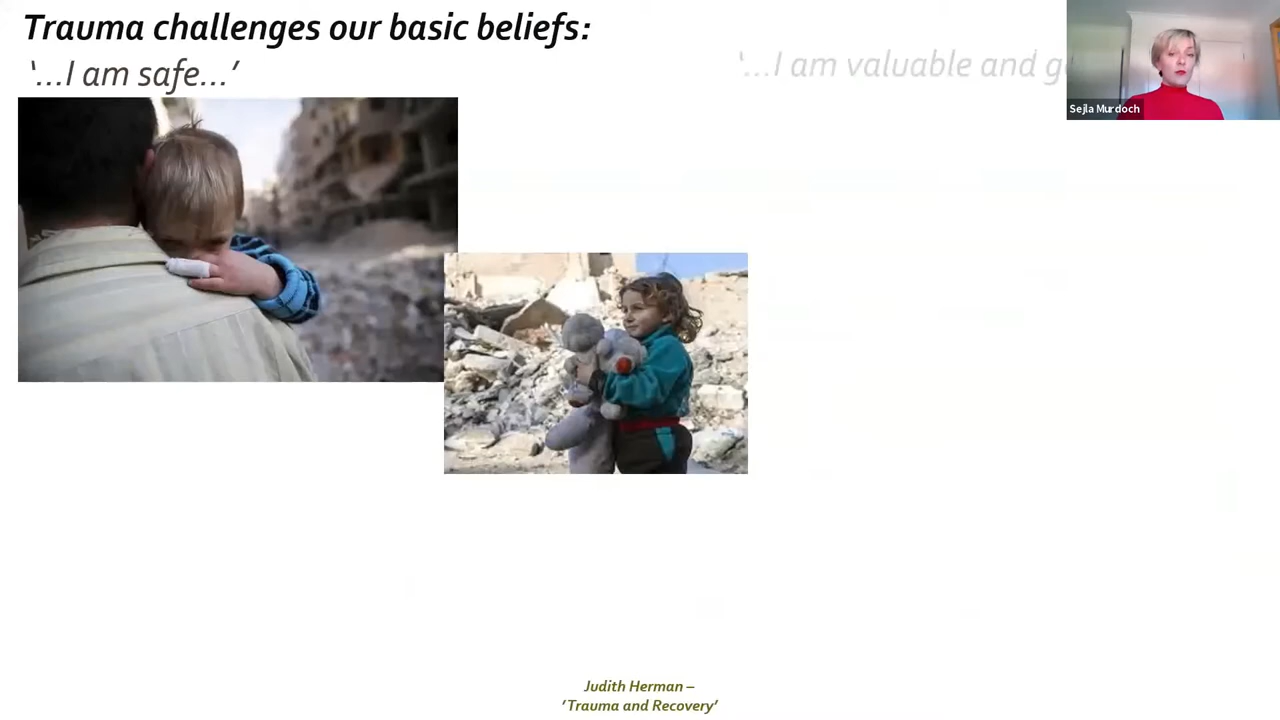 Trauma challenges our basic beliefs:
‘...I am safe...’
‘...I am valuable and
Sejla Murdoch
Judith Herman –
‘Trauma and Recovery’